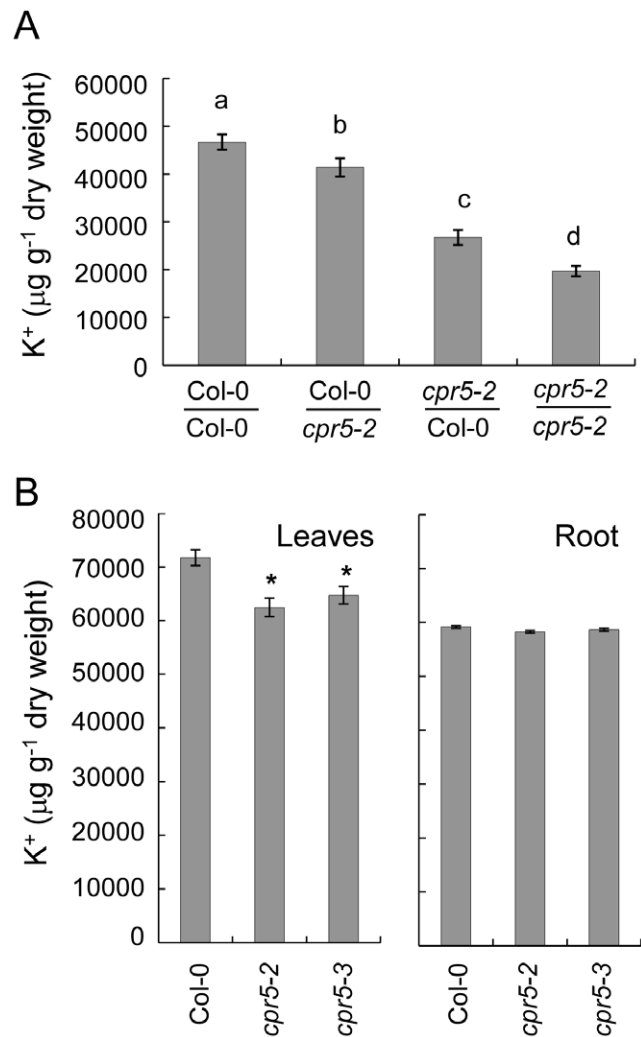 A
K⁺ (µg g⁻¹ dry weight)
60000
50000
40000
30000
20000
10000
0
a
b
c
d
Col-0
Col-0
Col-0
cpr5-2
cpr5-2
Col-0
cpr5-2
cpr5-2
B
K⁺ (µg g⁻¹ dry weight)
80000
70000
60000
50000
40000
30000
20000
10000
0
Leaves
*
*
Col-0
cpr5-2
cpr5-3
Root
Col-0
cpr5-2
cpr5-3